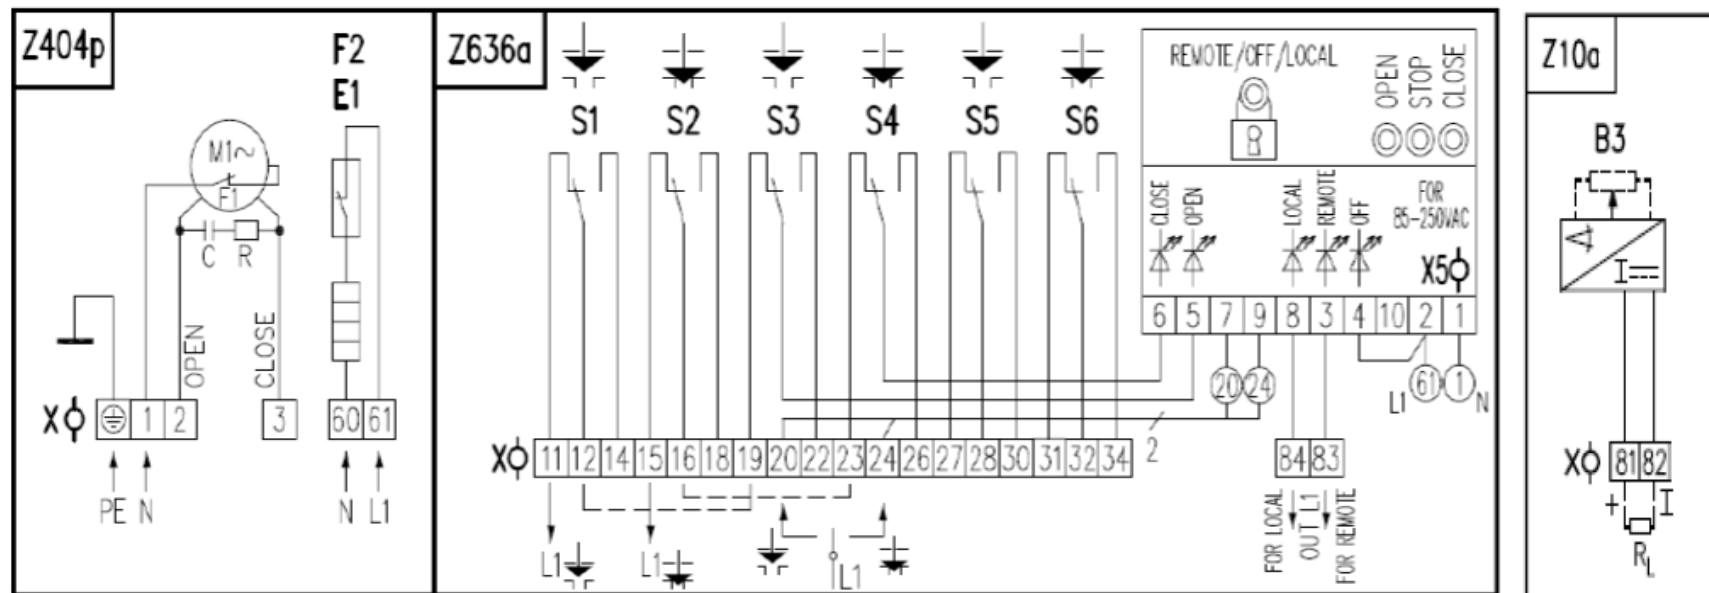 Z404p
F2
E1
M1~
F1
C R
OPEN
CLOSE
X
1 2 3 60 61
PE N N L1
Z636a
S1 S2 S3 S4 S5 S6
REMOTE/OFF/LOCAL
OPEN
STOP
CLOSE
CLOSE
OPEN
LOCAL
REMOTE
OFF
FOR
85-250VAC
X5
6 5 7 9 8 3 4 10 2 1
20 24 61 1
L1 N
X
11 12 14 15 16 18 19 20 22 23 24 26 27 28 30 31 32 34 2
84 83
L1 L1 L1
FOR LOCAL
OUT L1
FOR REMOTE
Z10a
B3
I
X
81 82
+ I
RL